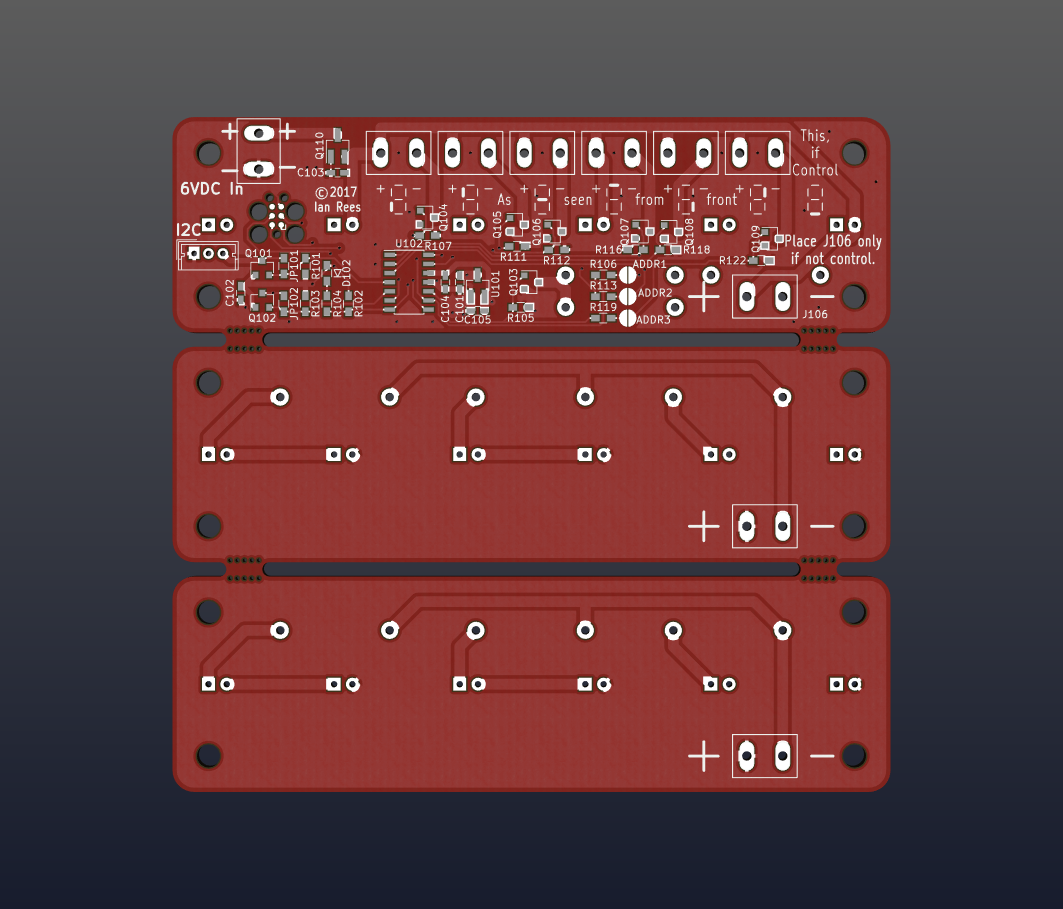 This,
if
Control
+ +
− −
Q110
C103
6VDC In
©2017
Ian Rees
+ − + − + − + − + − + −
As seen from front
I2C
Q104
U102
R107
Q105
R111
Q106
R112
Q107
R116
Q108
R118
Q109
R122
Place J106 only
if not control.
Q101
JP101
R101
D102
C102
Q102
JP102
R103
R104
R102
C104
C101
U101
C105
Q103
R105
R106
R113
R119
ADDR1
ADDR2
ADDR3
+ −
J106
+ −
+ −